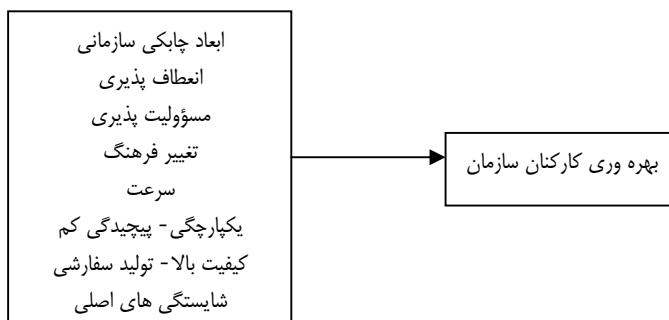 ابعاد چابکی سازمانی
انعطاف پذیری
مسؤولیت پذیری
تغییر فرهنگ
سرعت
یکپارچگی- پیچیدگی کم
کیفیت بالا- تولید سفارشی
شایستگی های اصلی
بهره وری کارکنان سازمان